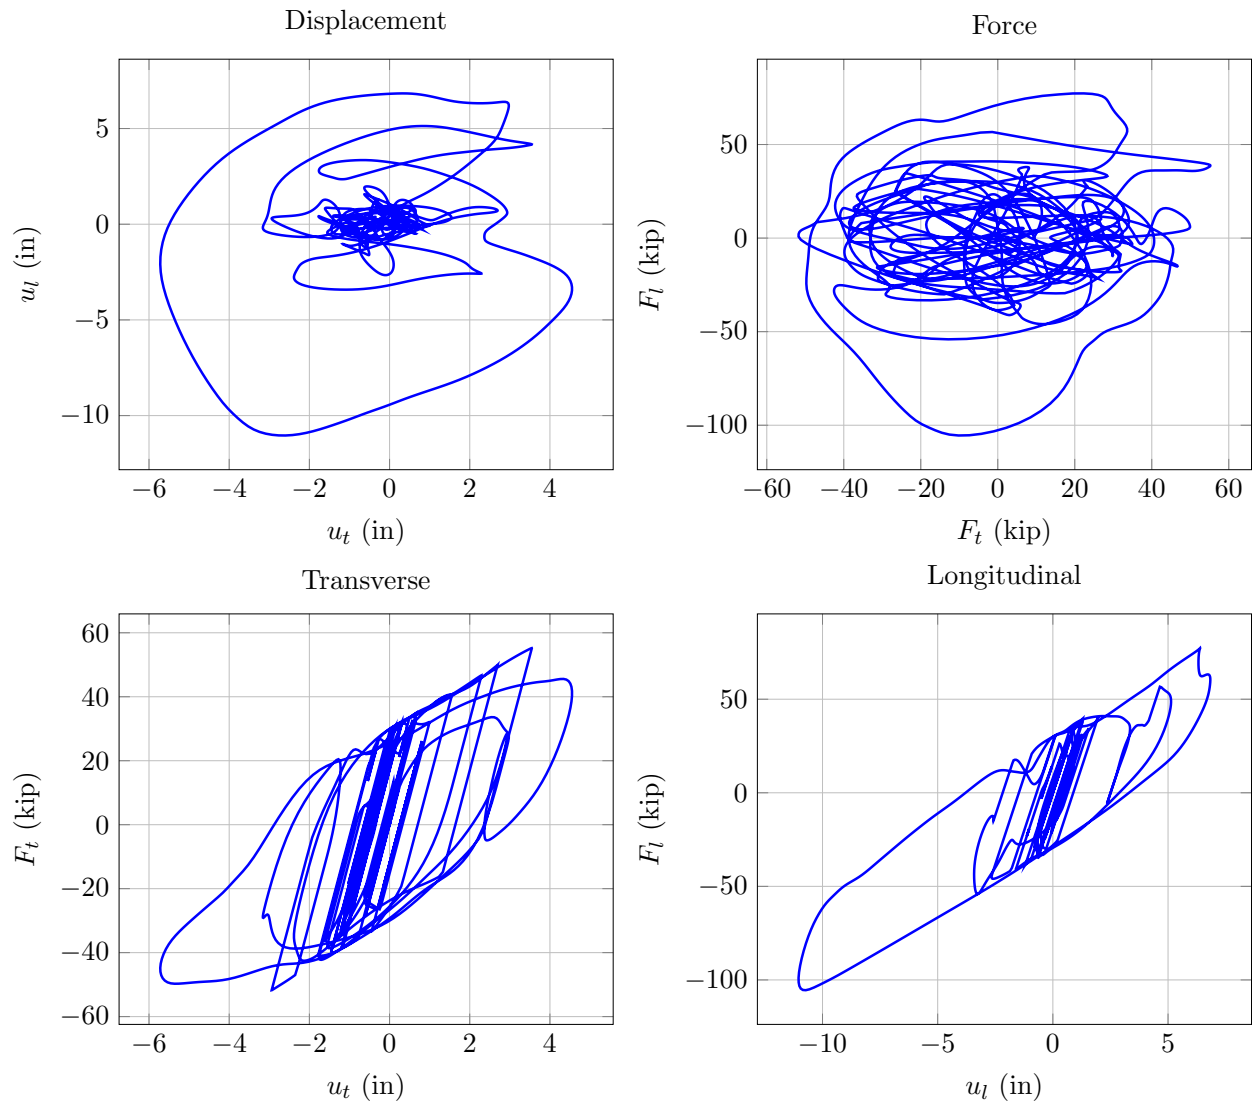 Displacement
5
0
−5
−10
−6 −4 −2 0 2 4
u_l (in)
u_t (in)
Force
50
0
−50
−100
−60 −40 −20 0 20 40 60
F_l (kip)
F_t (kip)
Transverse
60
40
20
0
−20
−40
−60
−6 −4 −2 0 2 4
F_t (kip)
u_t (in)
Longitudinal
50
0
−50
−100
−10 −5 0 5
F_l (kip)
u_l (in)